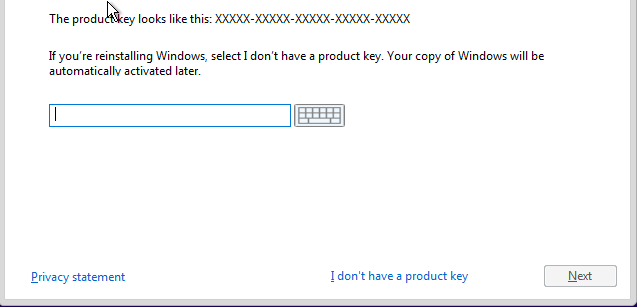 The product key looks like this: XXXXX-XXXXX-XXXXX-XXXXX-XXXXX
If you’re reinstalling Windows, select I don’t have a product key. Your copy of Windows will be
automatically activated later.
Privacy statement
I don't have a product key
Next